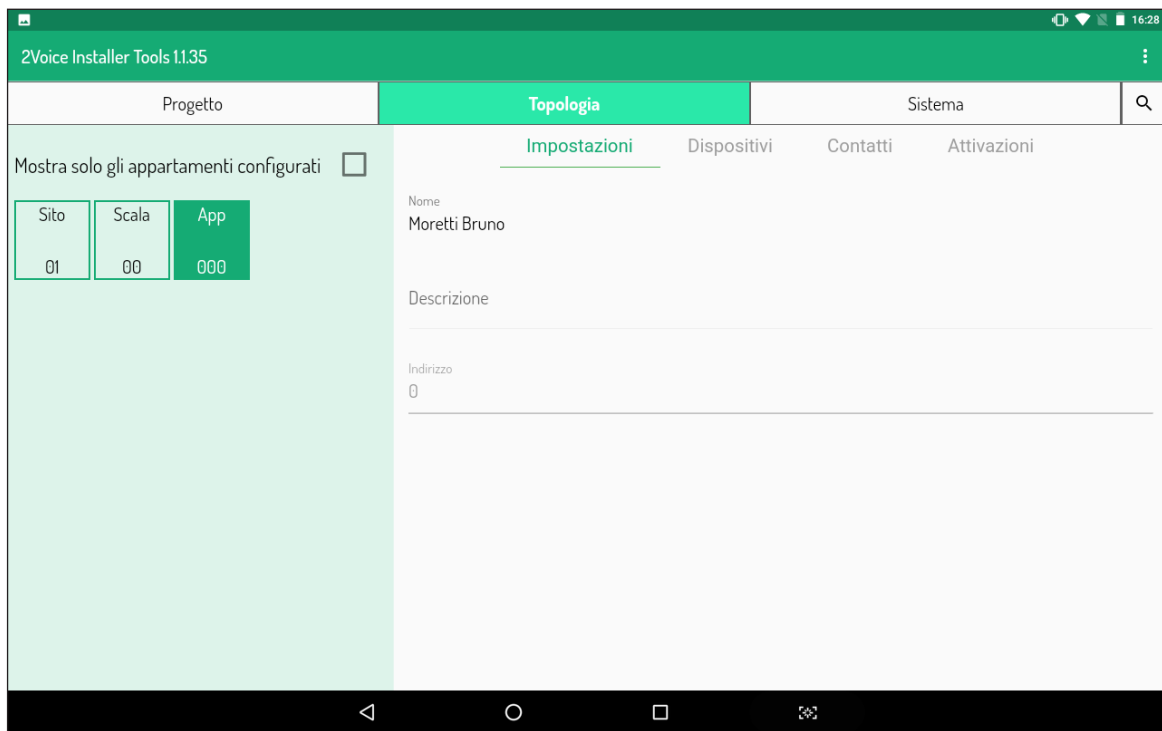 16:28
2Voice Installer Tools 1.1.35
Progetto Topologia Sistema
Impostazioni Dispositivi Contatti Attivazioni
Mostra solo gli appartamenti configurati
Sito Scala App
01 00 000
Nome
Moretti Bruno
Descrizione
Indirizzo
0